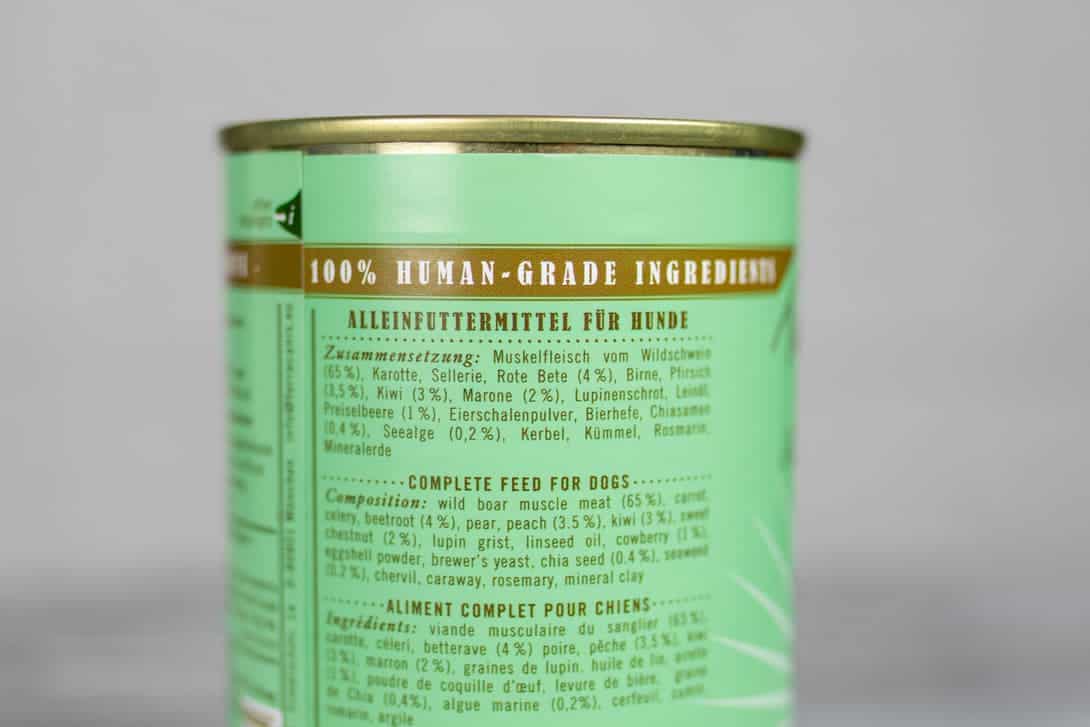 100% HUMAN-GRADE INGREDIENTS
ALLEINFUTTERMITTEL FÜR HUNDE
Zusammensetzung: Muskelfleisch vom Wildschwein
(65%), Karotte, Sellerie, Rote Bete (4%), Birne, Pfirsich
(3,5%), Kiwi (3%), Marone (2%), Lupinenschrot, Leinöl,
Preiselbeere (1%), Eierschalenpulver, Bierhefe, Chiasamen
(0,4%), Seealge (0,2%), Kerbel, Kümmel, Rosmarin,
Mineralerde
COMPLETE FEED FOR DOGS
Composition: wild boar muscle meat (65%), carrot,
celery, beetroot (4%), pear, peach (3.5%), kiwi (3%), sweet
chestnut (2%), lupin grist, linseed oil, cowberry (1%),
eggshell powder, brewer's yeast, chia seed (0.4%), seaweed
(0.2%), chervil, caraway, rosemary, mineral clay
ALIMENT COMPLET POUR CHIENS
Ingrédients: viande musculaire du sanglier (65%),
carotte, céleri, betterave (4%) poire, pêche (3,5%), kiwi
(3%), marron (2%), graines de lupin, huile de lin, airelle
(1%), poudre de coquille d'œuf, levure de bière, graine
de Chia (0,4%), algue marine (0,2%), cerfeuil, cumin,
romarin, argile